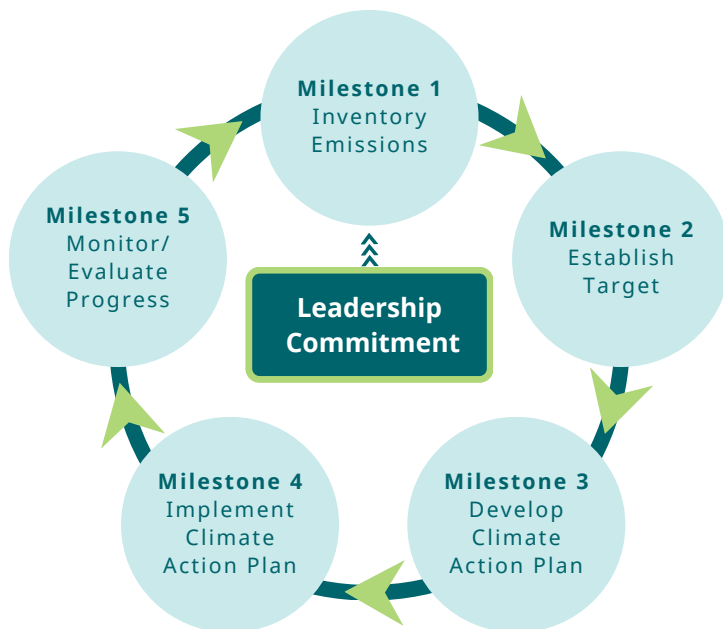 Milestone 1
Inventory
Emissions
Milestone 2
Establish
Target
Milestone 3
Develop
Climate
Action Plan
Milestone 4
Implement
Climate
Action Plan
Milestone 5
Monitor/
Evaluate
Progress
Leadership
Commitment